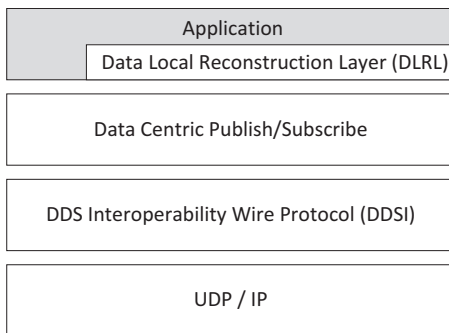 Application
Data Local Reconstruction Layer (DLRL)
Data Centric Publish/Subscribe
DDS Interoperability Wire Protocol (DDSI)
UDP / IP